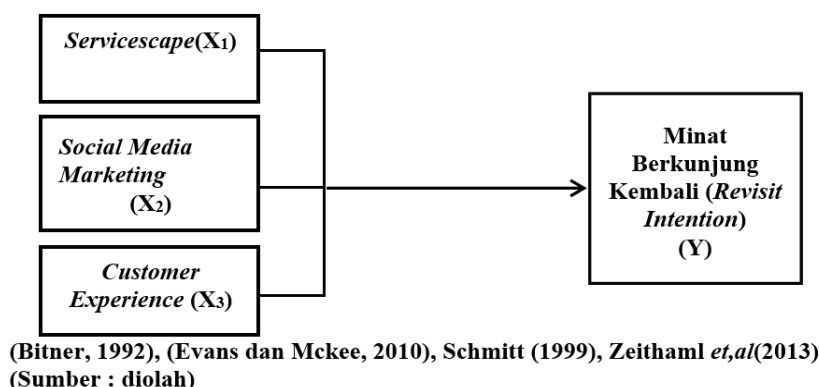 Servicescape(X1)
Social Media
Marketing
(X2)
Customer
Experience (X3)
Minat
Berkunjung
Kembali (Revisit
Intention)
(Y)
(Bitner, 1992), (Evans dan Mckee, 2010), Schmitt (1999), Zeithaml et,al(2013)
(Sumber : diolah)